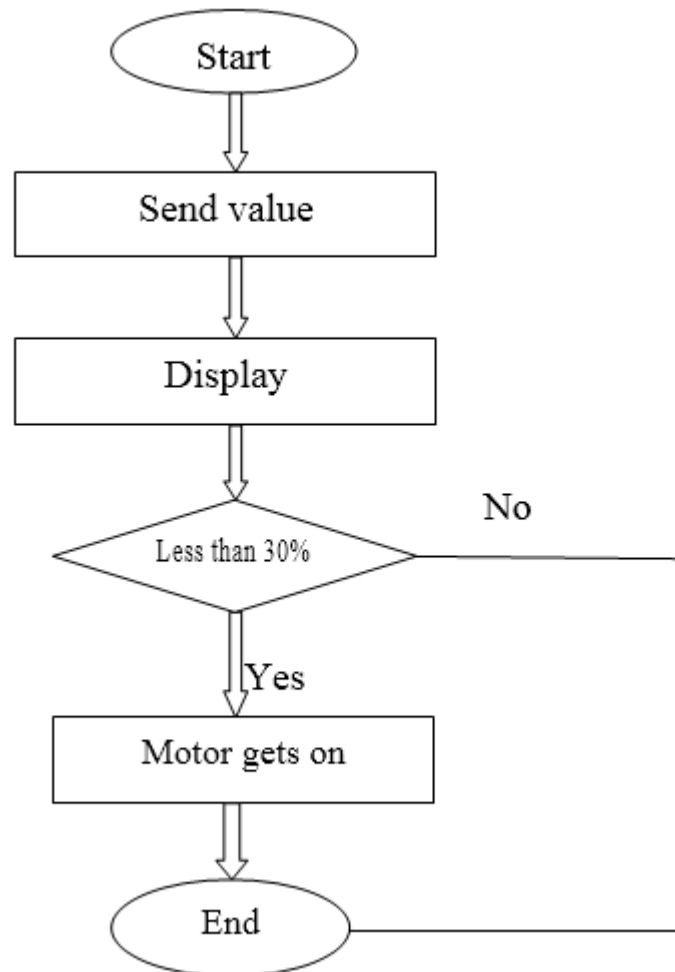 Start
Send value
Display
No
Less than 30%
Yes
Motor gets on
End